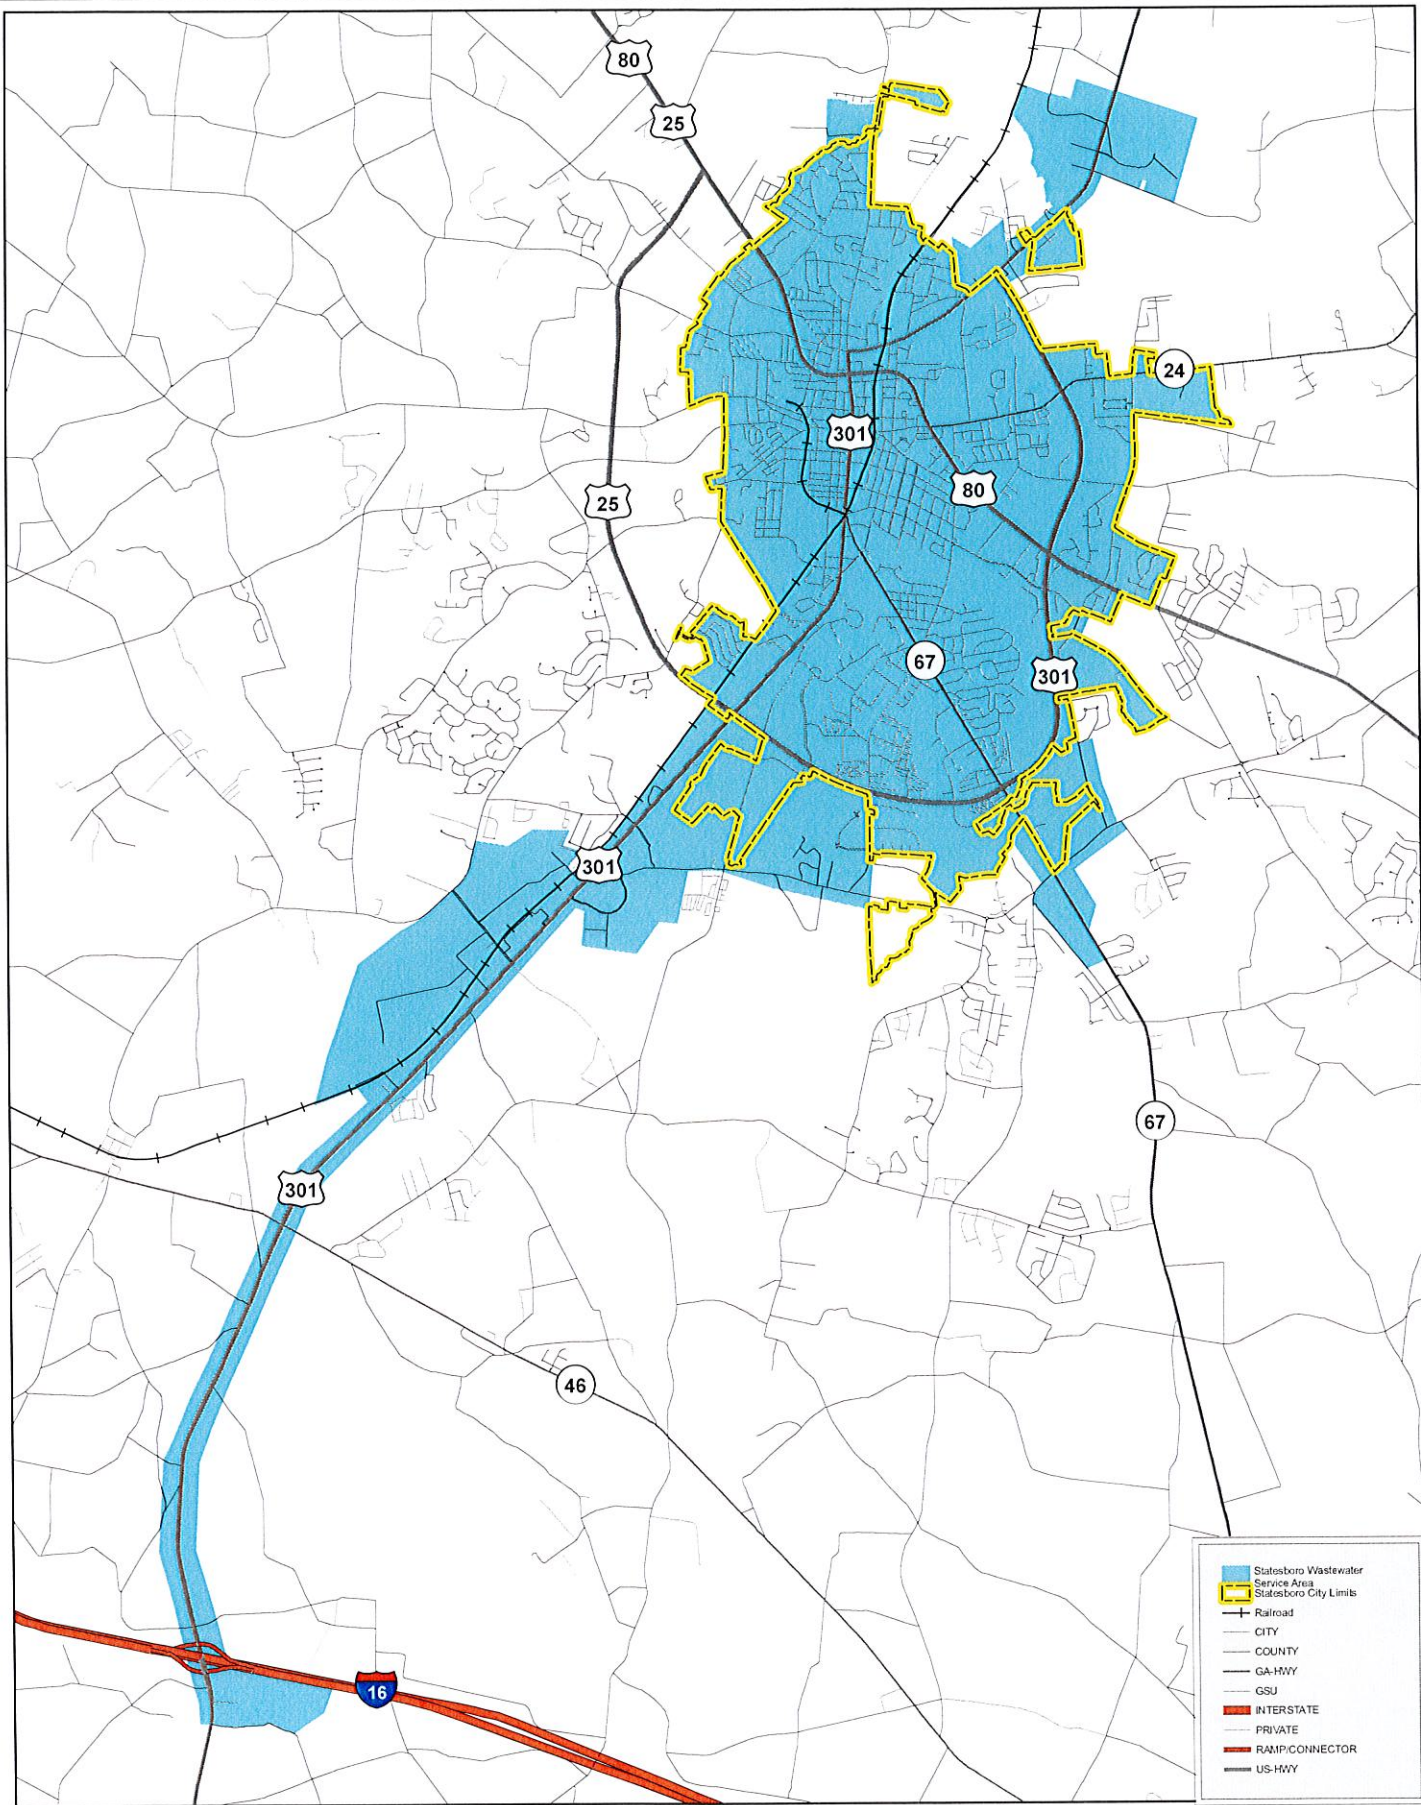 80
25
24
301
80
25
67
301
301
67
301
46
16
Statesboro Wastewater
Service Area
Statesboro City Limits
Railroad
CITY
COUNTY
GA-HWY
GSU
INTERSTATE
PRIVATE
RAMP/CONNECTOR
US-HWY